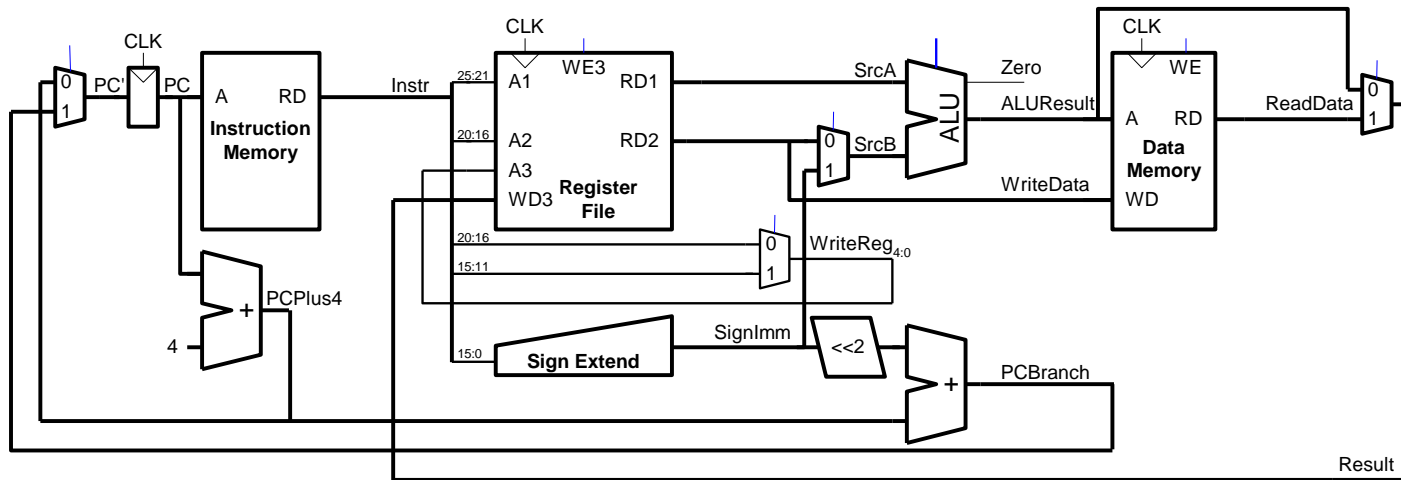 CLK
CLK
CLK
0
1
PC'
PC
A
RD
Instruction
Memory
Instr
25:21
20:16
A1
A2
A3
WD3
WE3
RD1
RD2
Register
File
SrcA
0
1
SrcB
ALU
Zero
ALUResult
WriteData
WE
A
RD
Data
Memory
WD
ReadData
0
1
20:16
15:11
0
1
WriteReg4:0
PCPlus4
+
4
15:0
Sign Extend
SignImm
<<2
+
PCBranch
Result